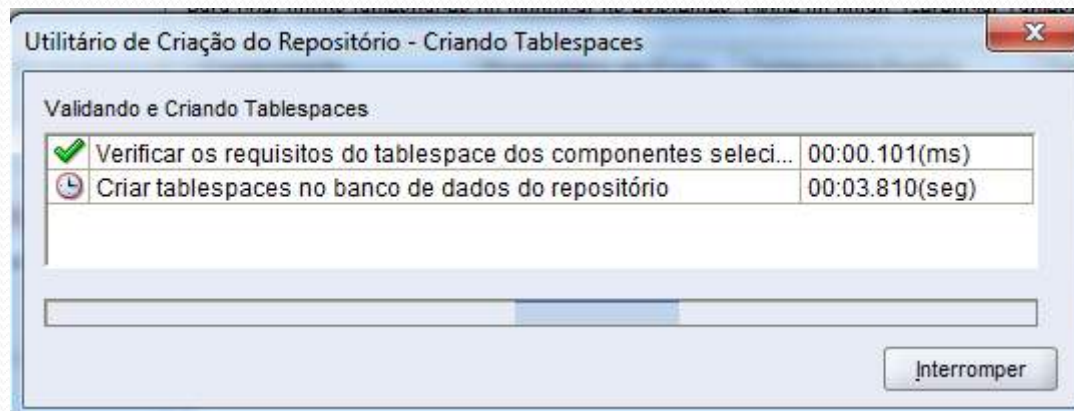 Utilitário de Criação do Repositório - Criando Tablespaces
Validando e Criando Tablespaces
Verificar os requisitos do tablespace dos componentes seleci... 00:00.101(ms)
Criar tablespaces no banco de dados do repositório 00:03.810(seg)
Interromper